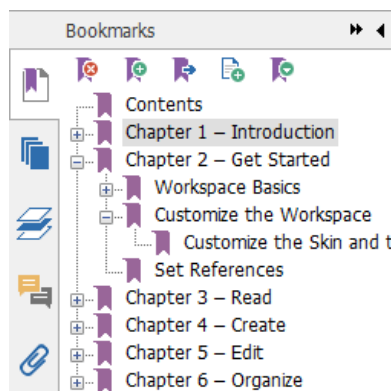 Bookmarks
Contents
Chapter 1 – Introduction
Chapter 2 – Get Started
Workspace Basics
Customize the Workspace
Customize the Skin and
Set References
Chapter 3 – Read
Chapter 4 – Create
Chapter 5 – Edit
Chapter 6 – Organize